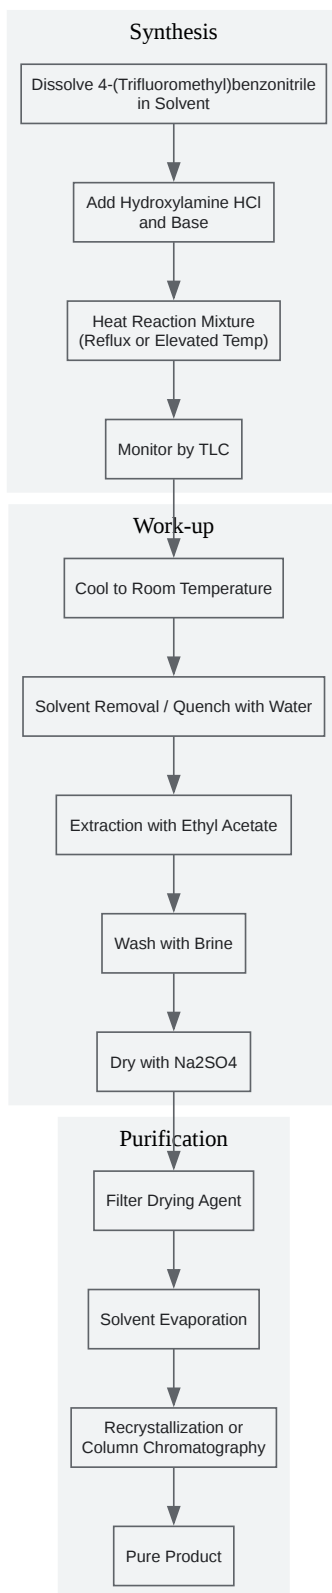 Synthesis
Dissolve 4-(Trifluoromethyl)benzonitrile
in Solvent
Add Hydroxylamine HCl
and Base
Heat Reaction Mixture
(Reflux or Elevated Temp)
Monitor by TLC
Work-up
Cool to Room Temperature
Solvent Removal / Quench with Water
Extraction with Ethyl Acetate
Wash with Brine
Dry with Na2SO4
Purification
Filter Drying Agent
Solvent Evaporation
Recrystallization or
Column Chromatography
Pure Product